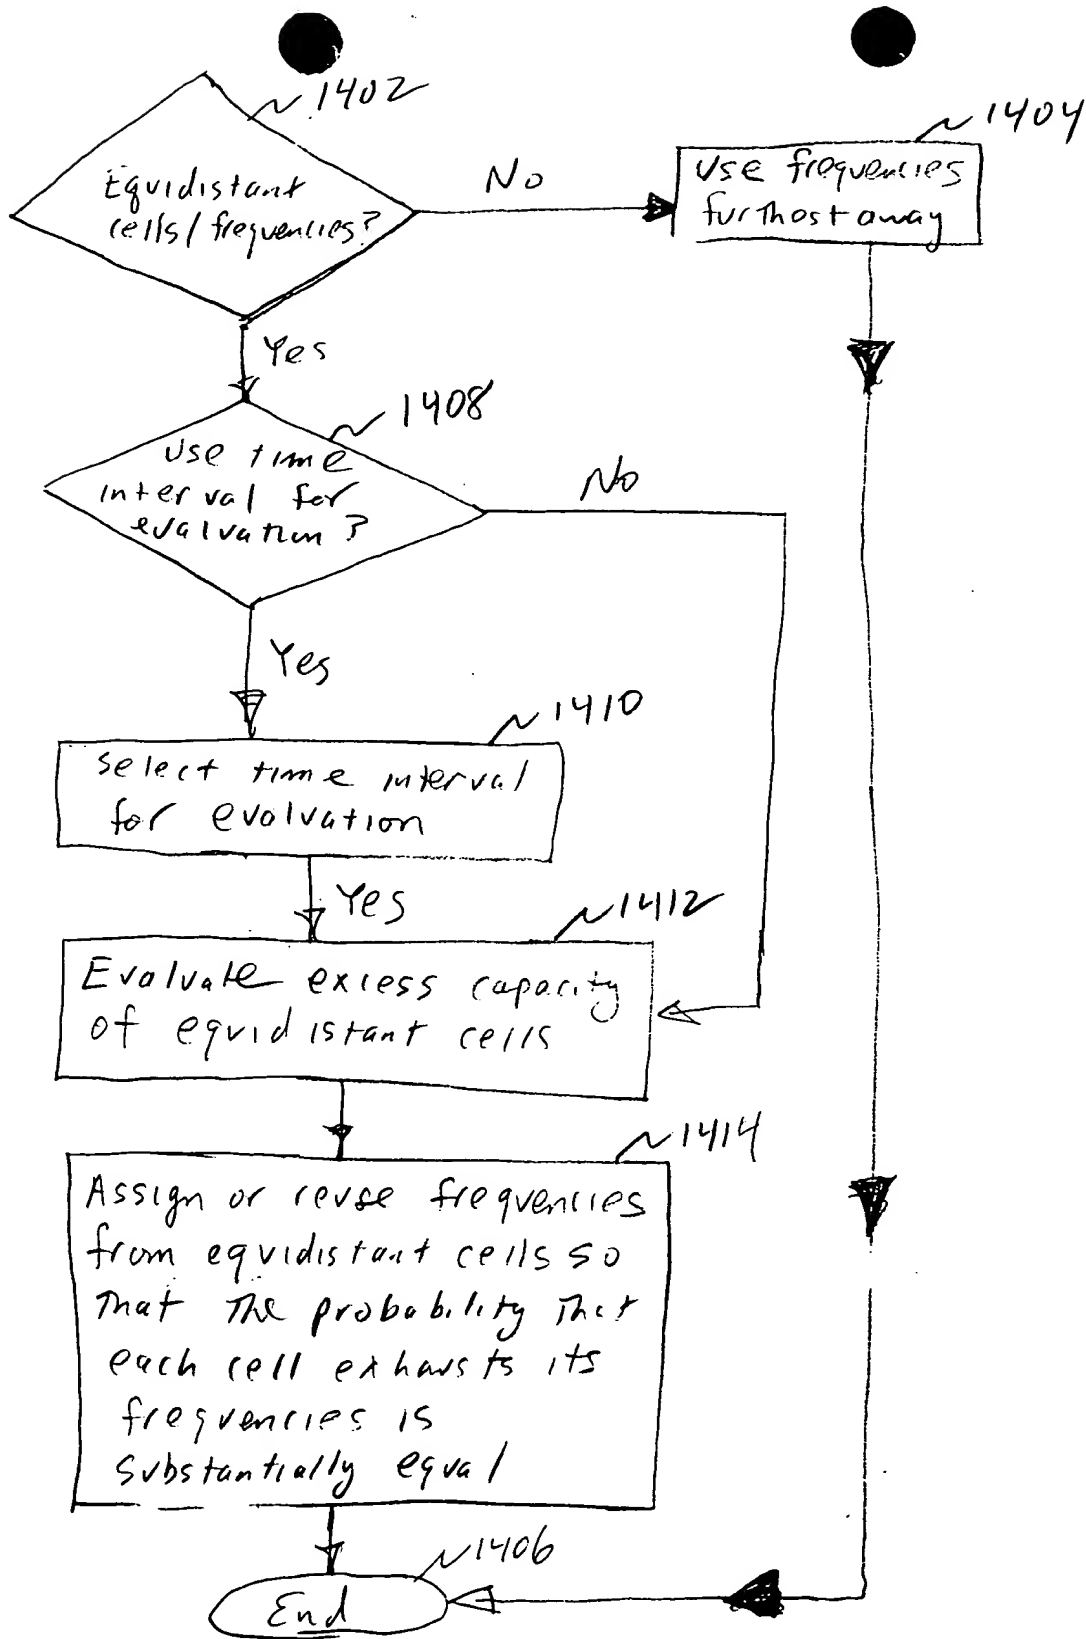 1402
1404
Equidistant
cells/frequencies?
No
Use frequencies
furthost away
Yes
1408
Use time
interval for
evaluation?
No
Yes
1410
Select time interval
for evaluation
Yes
1412
Evaluate excess capacity
of equidistant cells
1414
Assign or reuse frequencies
from equidistant cells so
that the probability that
each cell exhausts its
frequencies is
substantially equal
1406
End